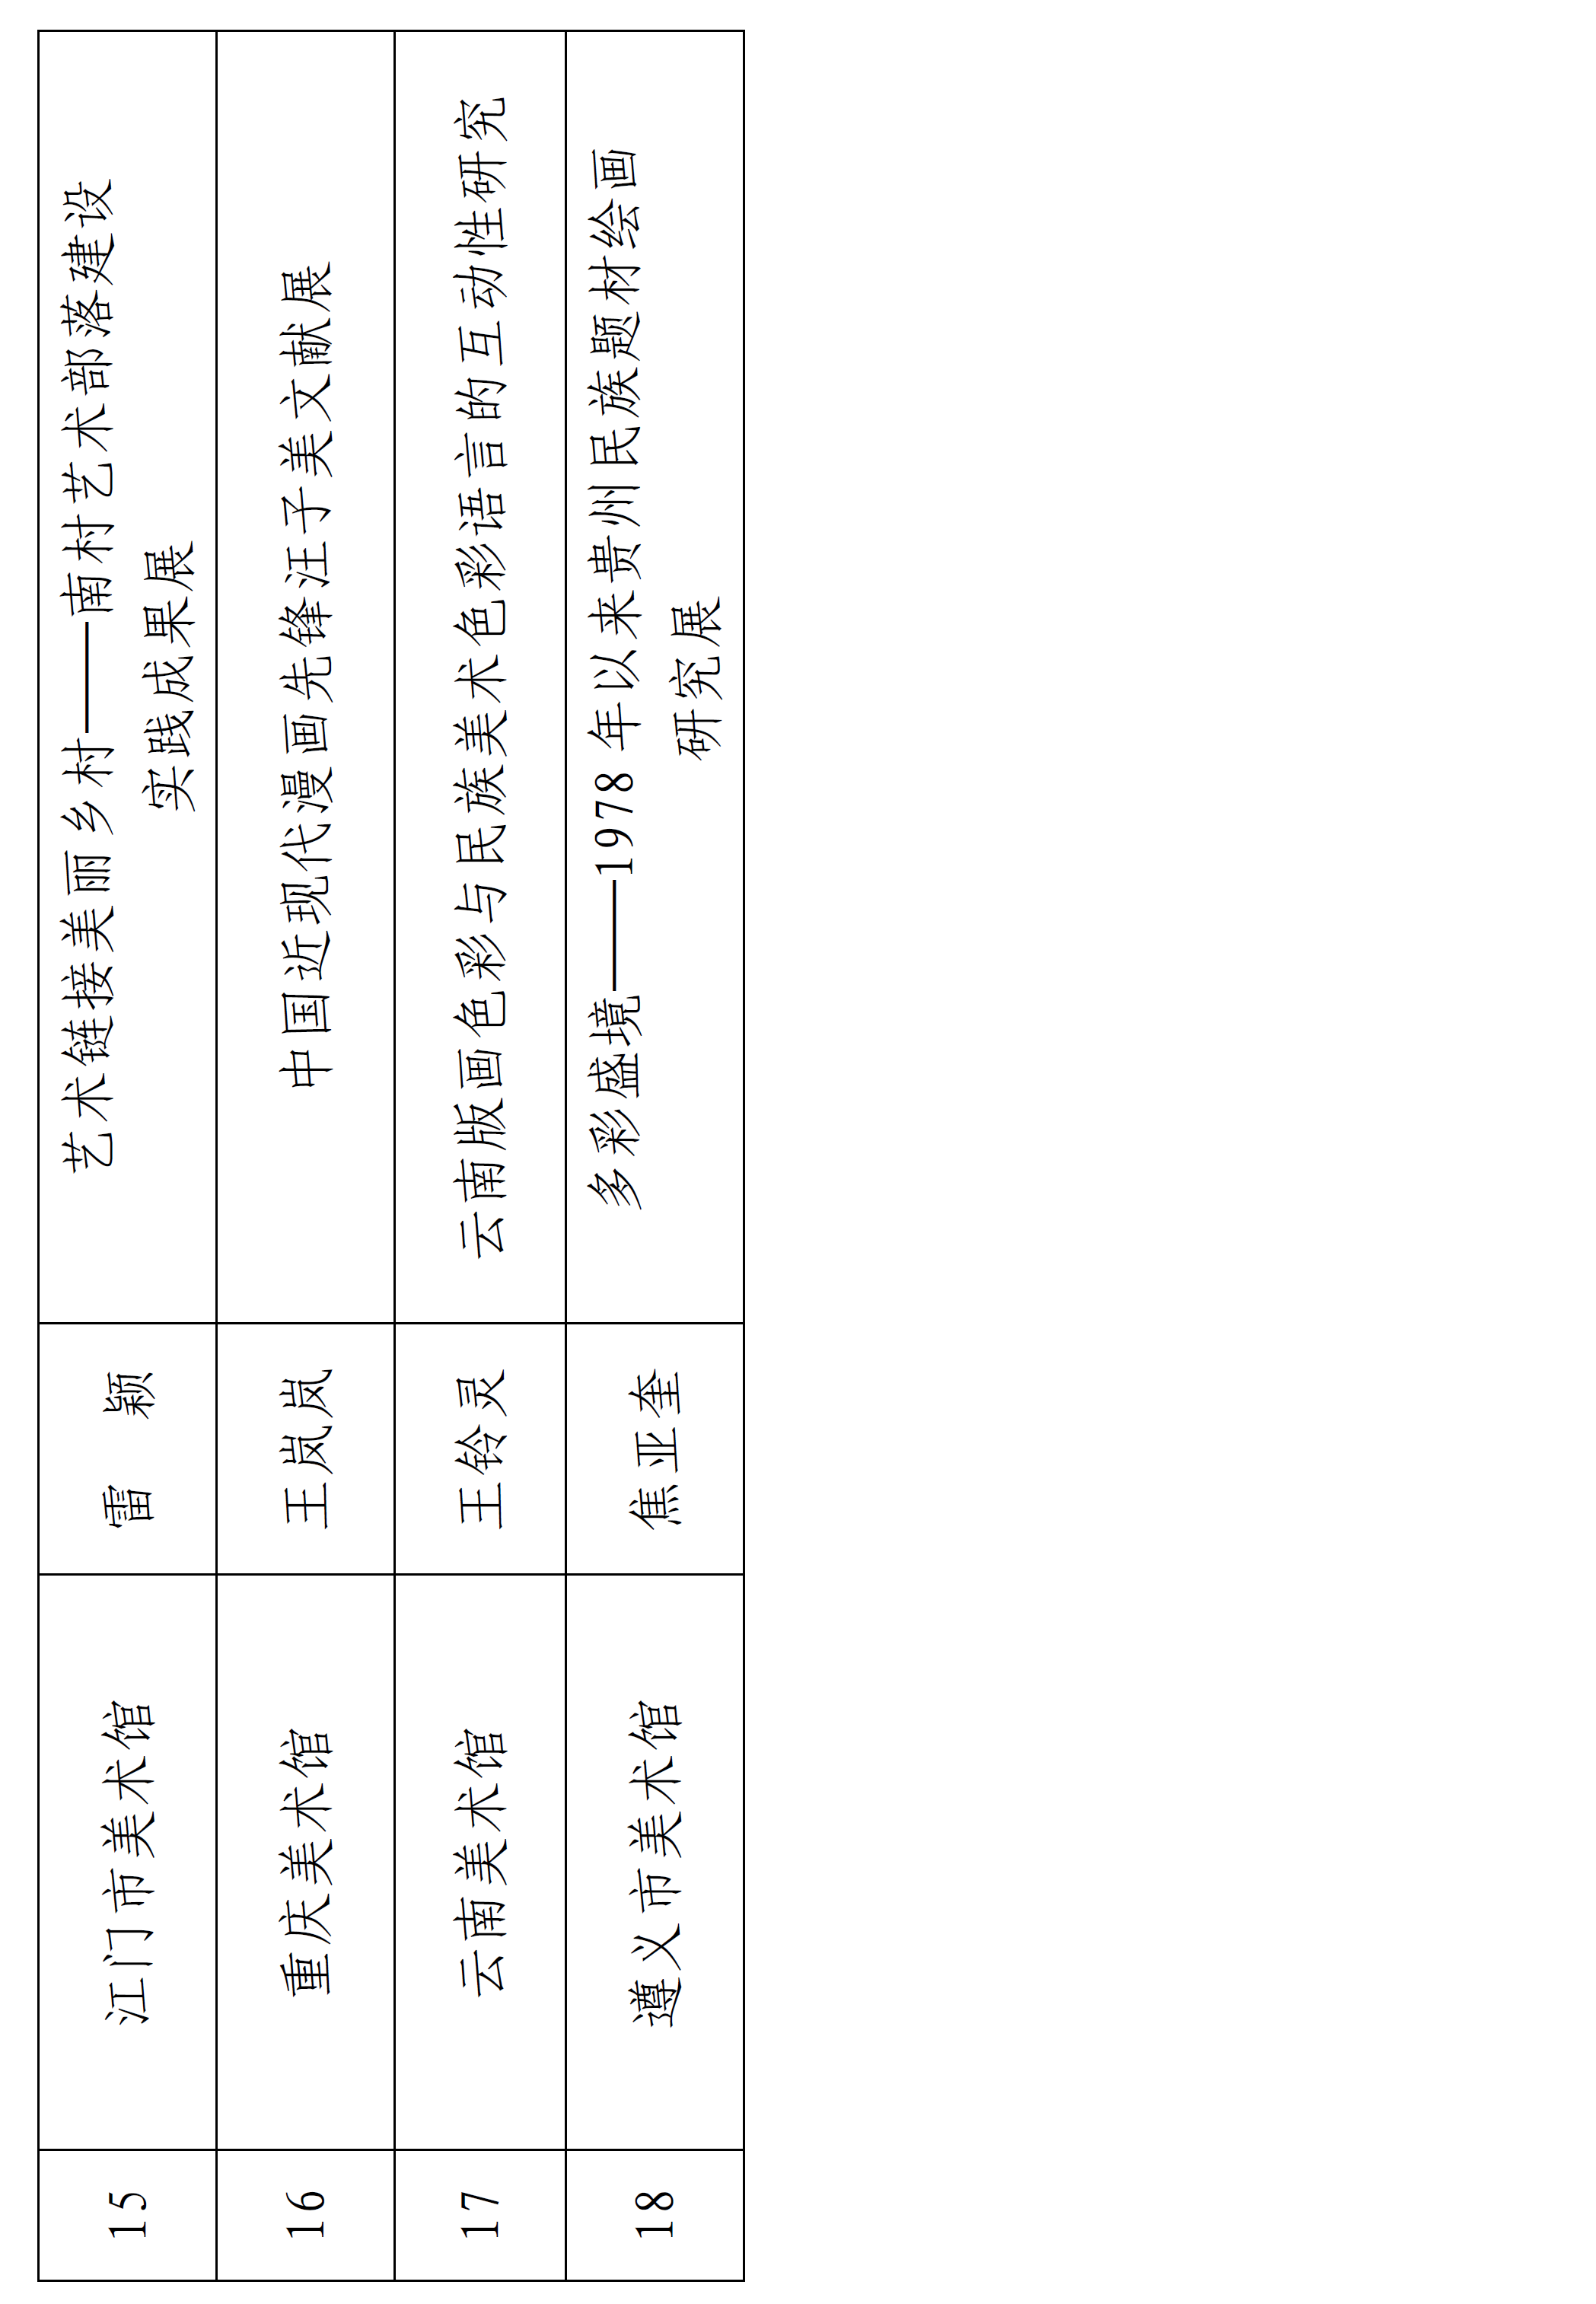 15
江门市美术馆
雷 颖
艺术链接美丽乡村——南村艺术部落建设
实践成果展
16
重庆美术馆
王岚岚
中国近现代漫画先锋汪子美文献展
17
云南美术馆
王铃灵
云南版画色彩与民族美术色彩语言的互动性研究
18
遵义市美术馆
焦亚奎
多彩盛境——1978 年以来贵州民族题材绘画
研究展